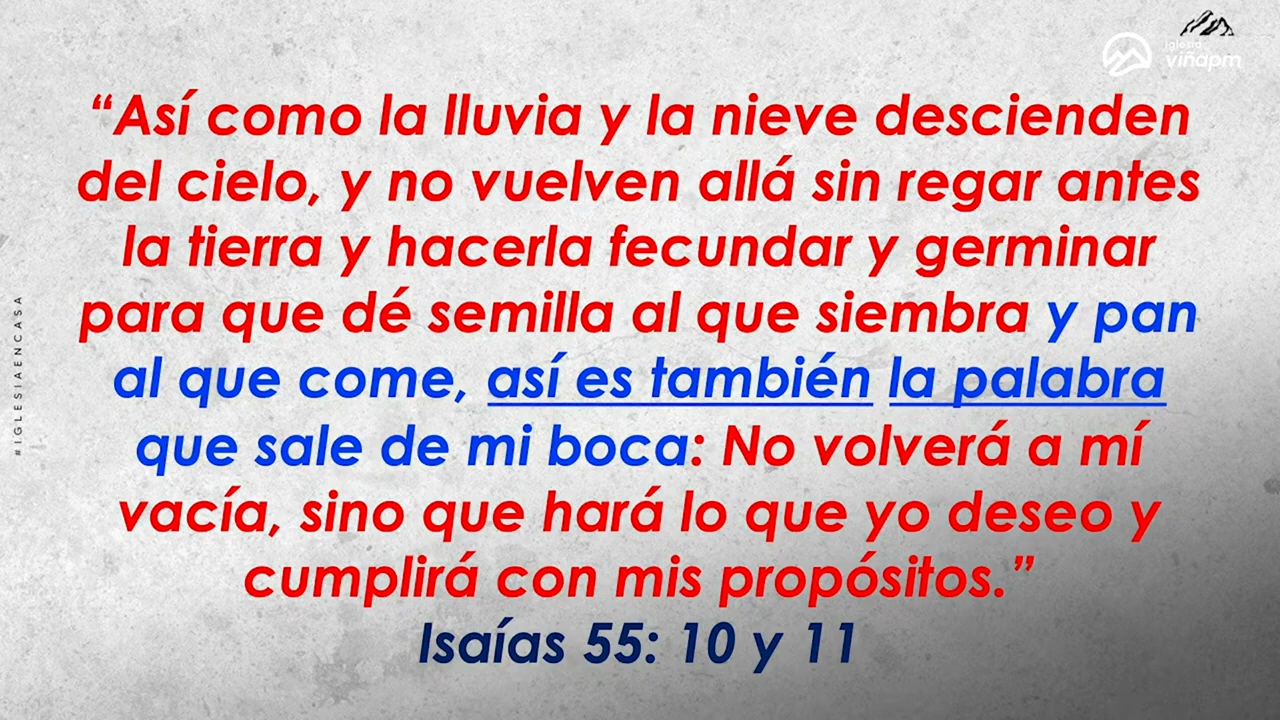 iglesia
viñapm
“Así como la lluvia y la nieve descienden
del cielo, y no vuelven allá sin regar antes
la tierra y hacerla fecundar y germinar
para que dé semilla al que siembra y pan
al que come, así es también la palabra
que sale de mi boca: No volverá a mí
vacía, sino que hará lo que yo deseo y
cumplirá con mis propósitos.”
Isaías 55: 10 y 11
#IGLESIAENCASA